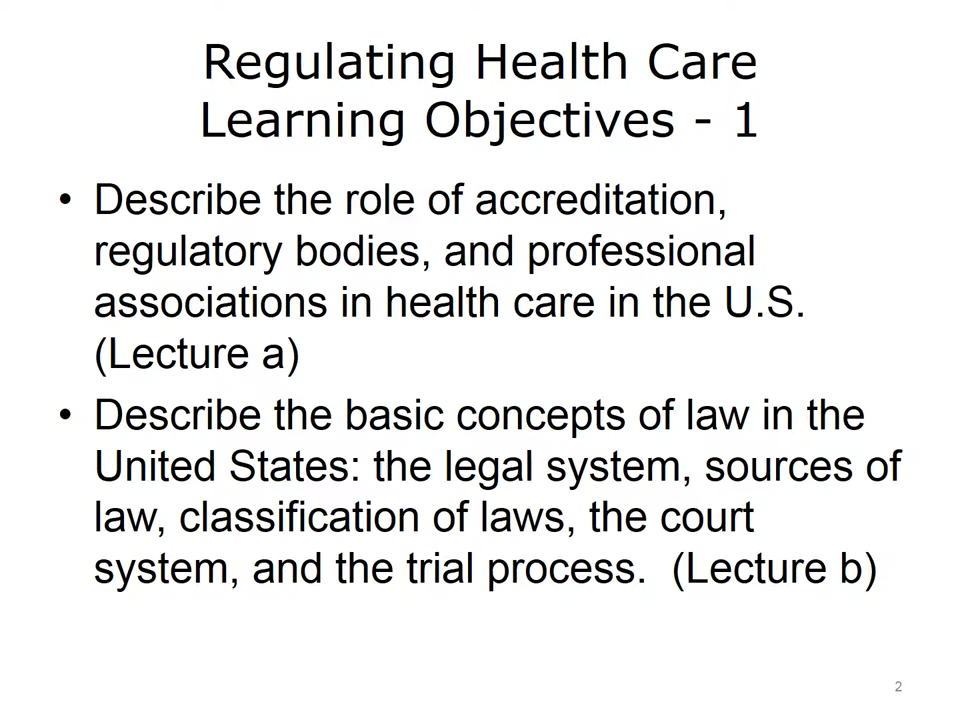 Regulating Health Care
Learning Objectives - 1
• Describe the role of accreditation,
regulatory bodies, and professional
associations in health care in the U.S.
(Lecture a)
• Describe the basic concepts of law in the
United States: the legal system, sources of
law, classification of laws, the court
system, and the trial process.  (Lecture b)
2